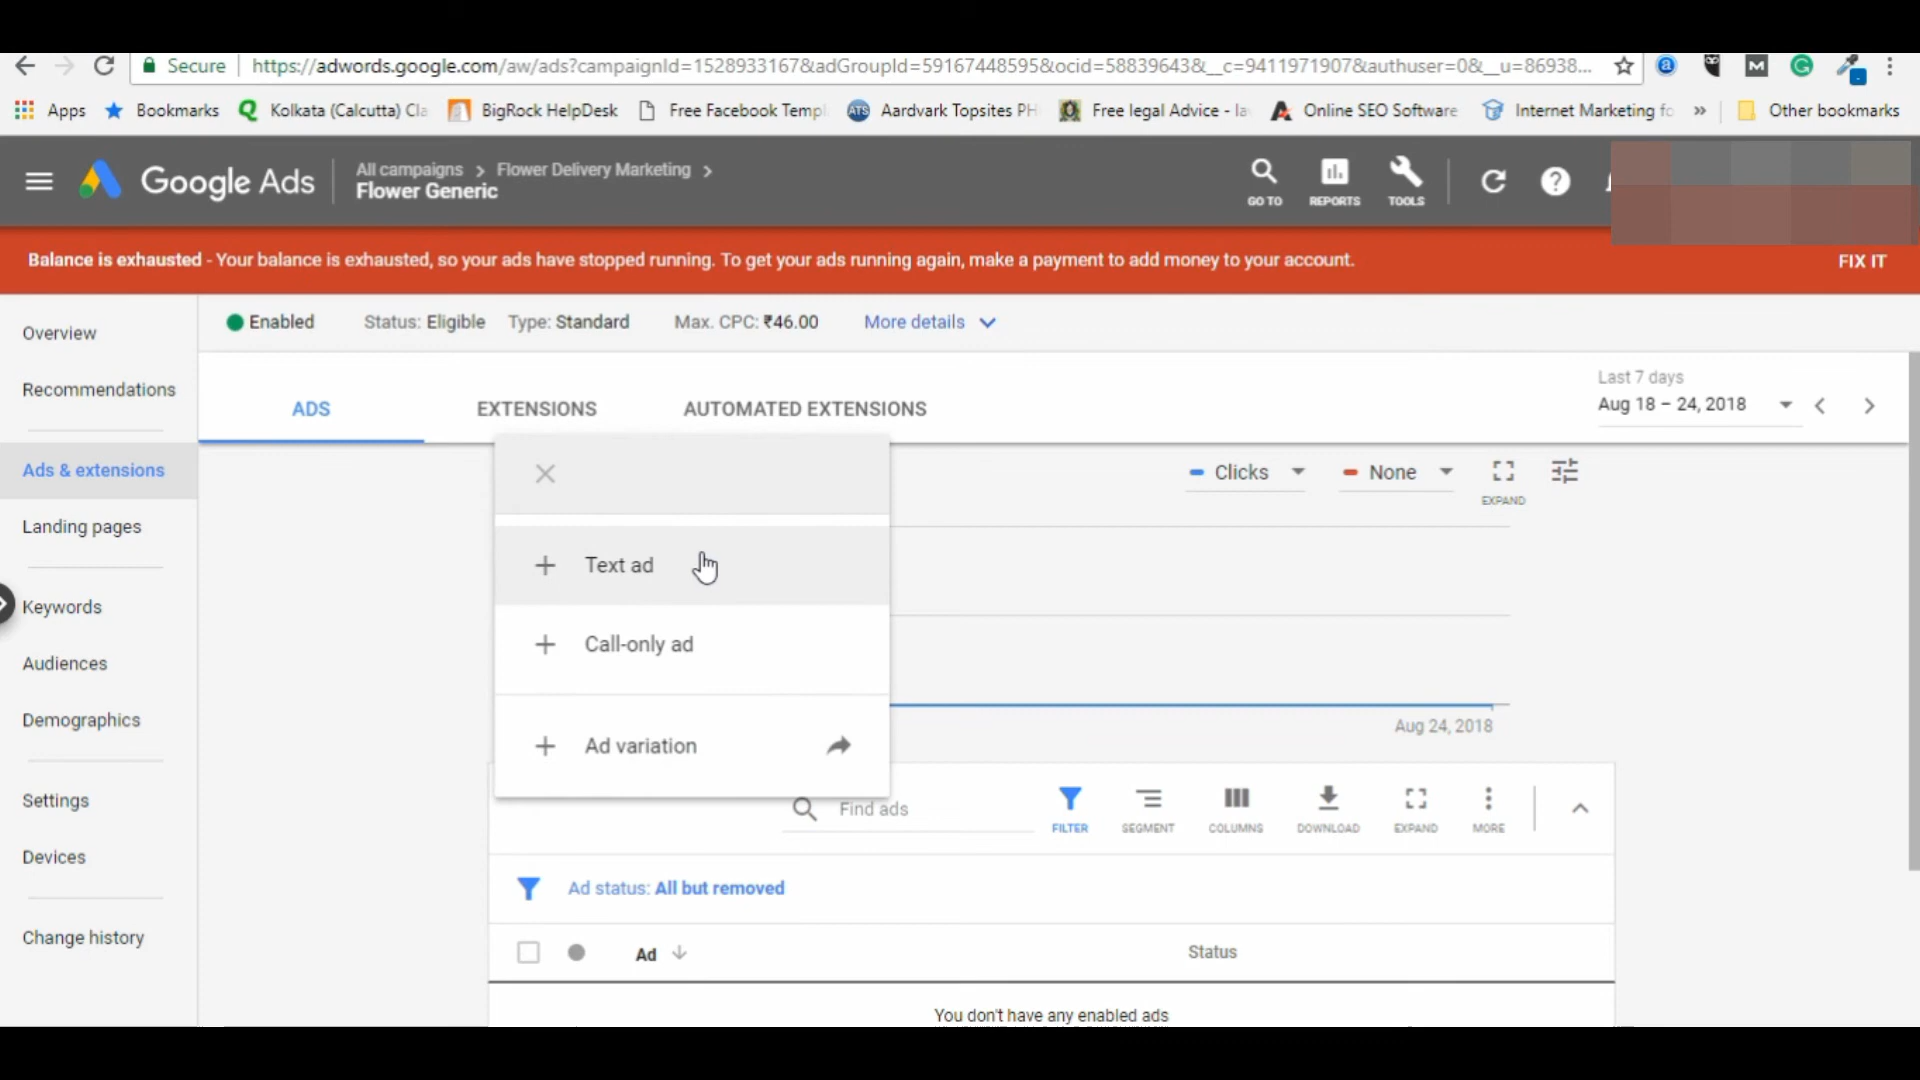 Secure https://adwords.google.com/aw/ads?campaignId=1528933167&adGroupId=59167448595&ocid=58839643&__c=9411971907&authuser=0&__u=86938...
Apps Bookmarks Kolkata (Calcutta) Cla BigRock HelpDesk Free Facebook Templ ATS Aardvark Topsites PH Free legal Advice - la Online SEO Software Internet Marketing fo » Other bookmarks
Google Ads
All campaigns > Flower Delivery Marketing >
Flower Generic
GO TO REPORTS TOOLS
Balance is exhausted - Your balance is exhausted, so your ads have stopped running. To get your ads running again, make a payment to add money to your account. FIX IT
Overview
Recommendations
Ads & extensions
Landing pages
Keywords
Audiences
Demographics
Settings
Devices
Change history
Enabled Status: Eligible Type: Standard Max. CPC: ₹46.00 More details
ADS EXTENSIONS AUTOMATED EXTENSIONS
Last 7 days
Aug 18 – 24, 2018
Clicks None EXPAND
Text ad
Call-only ad
Ad variation
Aug 24, 2018
Find ads
FILTER SEGMENT COLUMNS DOWNLOAD EXPAND MORE
Ad status: All but removed
Ad Status
You don't have any enabled ads